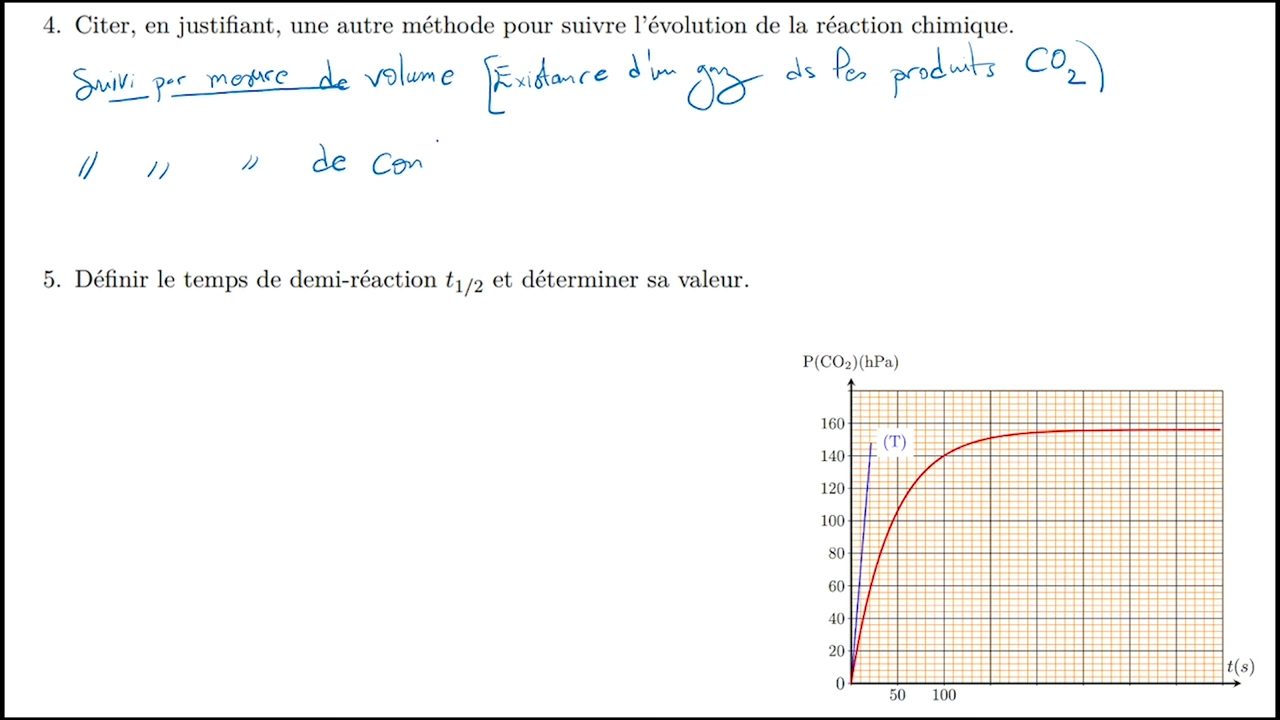 4. Citer, en justifiant, une autre méthode pour suivre l'évolution de la réaction chimique.
Suivi par mesure de volume [Existance d'un gaz ds les produits CO₂)
// // // de con
5. Définir le temps de demi-réaction t₁/₂ et déterminer sa valeur.
P(CO₂)(hPa)
160
(T)
140
120
100
80
60
40
20
t(s)
0
50 100